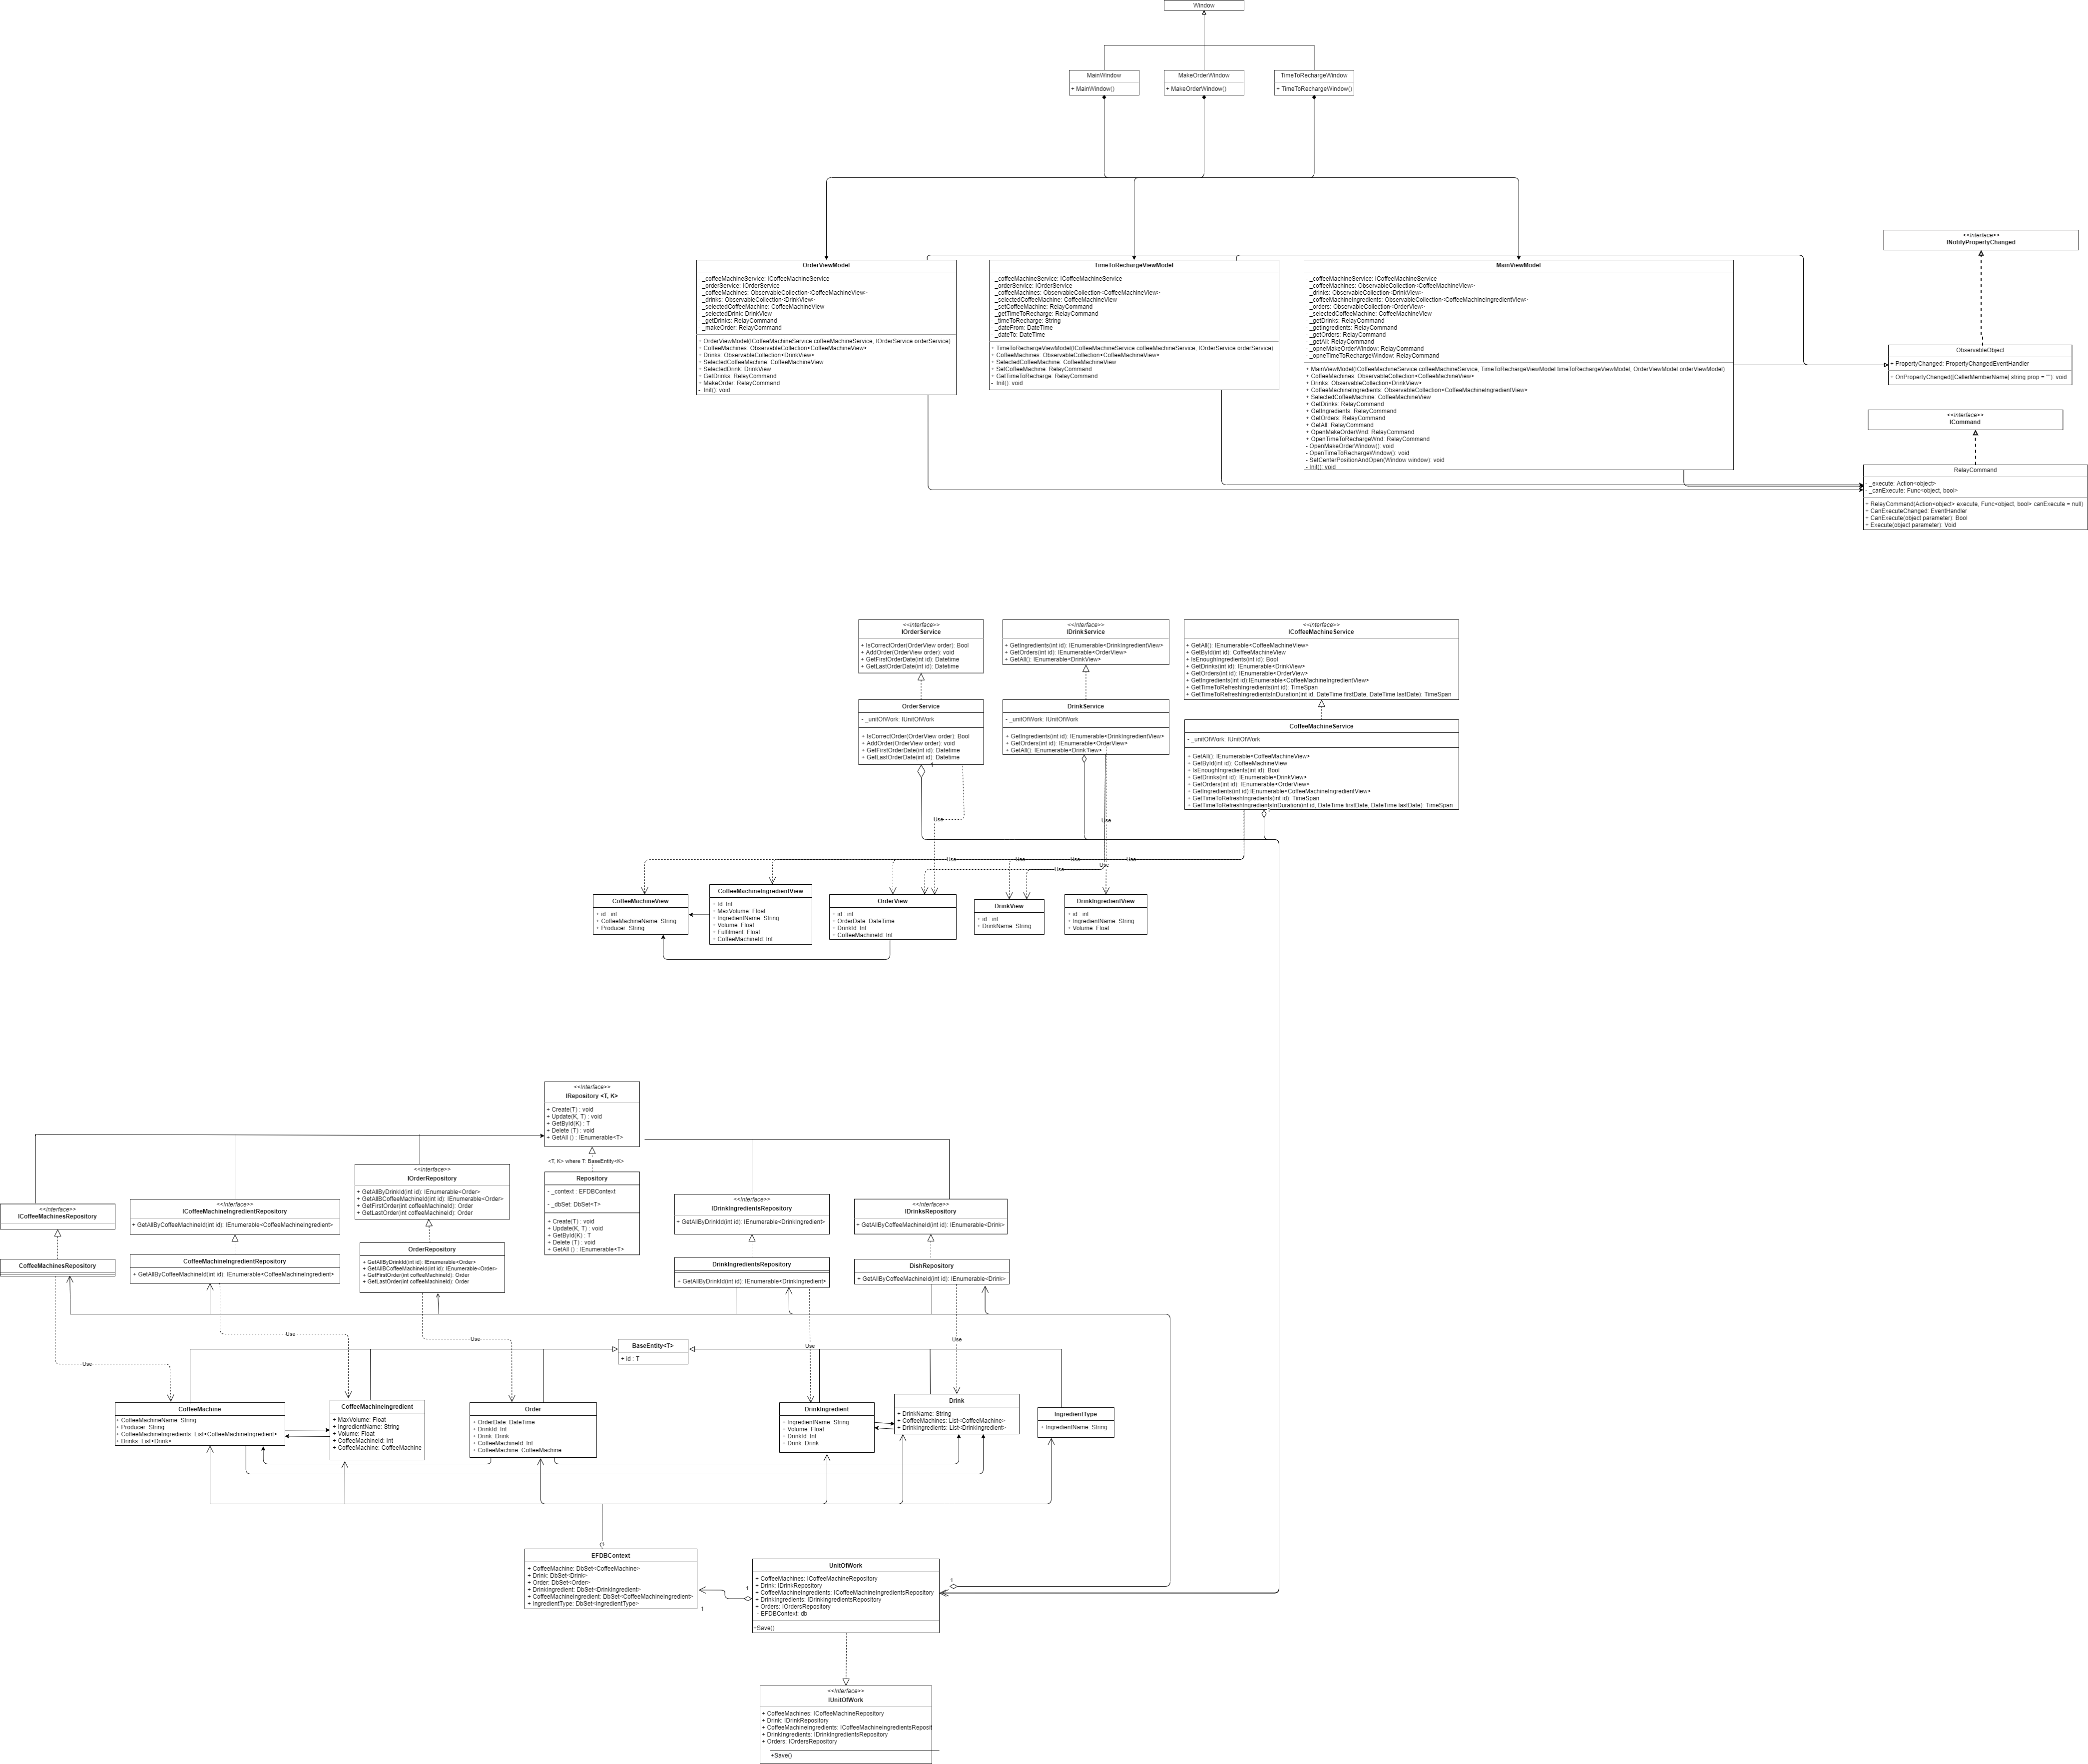 Window
MainWindow
+ MainWindow()
MakeOrderWindow
+ MakeOrderWindow()
TimeToRechargeWindow
+ TimeToRechargeWindow()
<<interface>>
INotifyPropertyChanged
OrderViewModel
- _coffeeMachineService: ICoffeeMachineService
- _orderService: IOrderService
- _coffeeMachines: ObservableCollection<CoffeeMachineView>
- _drinks: ObservableCollection<DrinkView>
- _selectedCoffeeMachine: CoffeeMachineView
- _selectedDrink: DrinkView
- _getDrinks: RelayCommand
- _makeOrder: RelayCommand
+ OrderViewModel(ICoffeeMachineService coffeeMachineService, IOrderService orderService)
+ CoffeeMachines: ObservableCollection<CoffeeMachineView>
+ Drinks: ObservableCollection<DrinkView>
+ SelectedCoffeeMachine: CoffeeMachineView
+ SelectedDrink: DrinkView
+ GetDrinks: RelayCommand
+ MakeOrder: RelayCommand
- Init(): void
TimeToRechargeViewModel
- _coffeeMachineService: ICoffeeMachineService
- _orderService: IOrderService
- _coffeeMachines: ObservableCollection<CoffeeMachineView>
- _selectedCoffeeMachine: CoffeeMachineView
- _setCoffeeMachine: RelayCommand
- _getTimeToRecharge: RelayCommand
- _timeToRecharge: String
- _dateFrom: DateTime
- _dateTo: DateTime
+ TimeToRechargeViewModel(ICoffeeMachineService coffeeMachineService, IOrderService orderService)
+ CoffeeMachines: ObservableCollection<CoffeeMachineView>
+ SelectedCoffeeMachine: CoffeeMachineView
+ SetCoffeeMachine: RelayCommand
+ GetTimeToRecharge: RelayCommand
- Init(): void
MainViewModel
- _coffeeMachineService: ICoffeeMachineService
- _coffeeMachines: ObservableCollection<CoffeeMachineView>
- _drinks: ObservableCollection<DrinkView>
- _coffeeMachineIngredients: ObservableCollection<CoffeeMachineIngredientView>
- _orders: ObservableCollection<OrderView>
- _selectedCoffeeMachine: CoffeeMachineView
- _getDrinks: RelayCommand
- _getIngredients: RelayCommand
- _getOrders: RelayCommand
- _getAll: RelayCommand
- _opneMakeOrderWindow: RelayCommand
- _opneTimeToRechargeWindow: RelayCommand
+ MainViewModel(ICoffeeMachineService coffeeMachineService, TimeToRechargeViewModel timeToRechargeViewModel, OrderViewModel orderViewModel)
+ CoffeeMachines: ObservableCollection<CoffeeMachineView>
+ Drinks: ObservableCollection<DrinkView>
+ CoffeeMachineIngredients: ObservableCollection<CoffeeMachineIngredientView>
+ SelectedCoffeeMachine: CoffeeMachineView
+ GetDrinks: RelayCommand
+ GetIngredients: RelayCommand
+ GetOrders: RelayCommand
+ GetAll: RelayCommand
+ OpenMakeOrderWnd: RelayCommand
+ OpenTimeToRechargeWnd: RelayCommand
- OpenMakeOrderWindow(): void
- OpenTimeToRechargeWindow(): void
- SetCenterPositionAndOpen(Window window): void
- Init(): void
ObservableObject
+ PropertyChanged: PropertyChangedEventHandler
+ OnPropertyChanged([CallerMemberName] string prop = ""): void
<<interface>>
ICommand
RelayCommand
- _execute: Action<object>
- _canExecute: Func<object, bool>
+ RelayCommand(Action<object> execute, Func<object, bool> canExecute = null)
+ CanExecuteChanged: EventHandler
+ CanExecute(object parameter): Bool
+ Execute(object parameter): Void
<<interface>>
IOrderService
+ IsCorrectOrder(OrderView order): Bool
+ AddOrder(OrderView order): void
+ GetFirstOrderDate(int id): Datetime
+ GetLastOrderDate(int id): Datetime
<<interface>>
IDrinkService
+ GetIngredients(int id): IEnumerable<DrinkIngredientView>
+ GetOrders(int id): IEnumerable<OrderView>
+ GetAll(): IEnumerable<DrinkView>
<<interface>>
ICoffeeMachineService
+ GetAll(): IEnumerable<CoffeeMachineView>
+ GetById(int id): CoffeeMachineView
+ IsEnoughIngredients(int id): Bool
+ GetDrinks(int id): IEnumerable<DrinkView>
+ GetOrders(int id): IEnumerable<OrderView>
+ GetIngredients(int id):IEnumerable<CoffeeMachineIngredientView>
+ GetTimeToRefreshIngredients(int id): TimeSpan
+ GetTimeToRefreshIngredientsInDuration(int id, DateTime firstDate, DateTime lastDate): TimeSpan
OrderService
- _unitOfWork: IUnitOfWork
+ IsCorrectOrder(OrderView order): Bool
+ AddOrder(OrderView order): void
+ GetFirstOrderDate(int id): Datetime
+ GetLastOrderDate(int id): Datetime
1
DrinkService
- _unitOfWork: IUnitOfWork
+ GetIngredients(int id): IEnumerable<DrinkIngredientView>
+ GetOrders(int id): IEnumerable<OrderView>
+ GetAll(): IEnumerable<DrinkView>
CoffeeMachineService
- _unitOfWork: IUnitOfWork
+ GetAll(): IEnumerable<CoffeeMachineView>
+ GetById(int id): CoffeeMachineView
+ IsEnoughIngredients(int id): Bool
+ GetDrinks(int id): IEnumerable<DrinkView>
+ GetOrders(int id): IEnumerable<OrderView>
+ GetIngredients(int id):IEnumerable<CoffeeMachineIngredientView>
+ GetTimeToRefreshIngredients(int id): TimeSpan
+ GetTimeToRefreshIngredientsInDuration(int id, DateTime firstDate, DateTime lastDate): TimeSpan
Use
Use
Use
Use
Use
Use
Use
Use
CoffeeMachineView
+ id : int
+ CoffeeMachineName: String
+ Producer: String
CoffeeMachineIngredientView
+ Id: Int
+ MaxVolume: Float
+ IngredientName: String
+ Volume: Float
+ Fulfilment: Float
+ CoffeeMachineId: Int
OrderView
+ id : int
+ OrderDate: DateTime
+ DrinkId: Int
+ CoffeeMachineId: Int
DrinkView
+ id : int
+ DrinkName: String
DrinkIngredientView
+ id : int
+ IngredientName: String
+ Volume: Float
<<interface>>
IRepository <T, K>
+ Create(T) : void
+ Update(K, T) : void
+ GetById(K) : T
+ Delete (T) : void
+ GetAll () : IEnumerable<T>
<T, K> where T: BaseEntity<K>
Repository
- _context : EFDBContext
- _dbSet: DbSet<T>
+ Create(T) : void
+ Update(K, T) : void
+ GetById(K) : T
+ Delete (T) : void
+ GetAll () : IEnumerable<T>
<<interface>>
ICoffeeMachinesRepository
<<interface>>
ICoffeeMachineIngredientRepository
+ GetAllByCoffeeMachineId(int id): IEnumerable<CoffeeMachineIngredient>
<<interface>>
IOrderRepository
+ GetAllByDrinkId(int id): IEnumerable<Order>
+ GetAllBCoffeeMachineId(int id): IEnumerable<Order>
+ GetFirstOrder(int coffeeMachineId): Order
+ GetLastOrder(int coffeeMachineId): Order
<<interface>>
IDrinkIngredientsRepository
+ GetAllByDrinkId(int id): IEnumerable<DrinkIngredient>
<<interface>>
IDrinksRepository
+ GetAllByCoffeeMachineId(int id): IEnumerable<Drink>
CoffeeMachinesRepository
CoffeeMachineIngredientRepository
+ GetAllByCoffeeMachineId(int id): IEnumerable<CoffeeMachineIngredient>
OrderRepository
+ GetAllByDrinkId(int id): IEnumerable<Order>
+ GetAllBCoffeeMachineId(int id): IEnumerable<Order>
+ GetFirstOrder(int coffeeMachineId): Order
+ GetLastOrder(int coffeeMachineId): Order
DrinkIngredientsRepository
+ GetAllByDrinkId(int id): IEnumerable<DrinkIngredient>
DishRepository
+ GetAllByCoffeeMachineId(int id): IEnumerable<Drink>
Use
Use
Use
Use
Use
BaseEntity<T>
+ id : T
CoffeeMachine
+ CoffeeMachineName: String
+ Producer: String
+ CoffeeMachineIngredients: List<CoffeeMachineIngredient>
+ Drinks: List<Drink>
CoffeeMachineIngredient
+ MaxVolume: Float
+ IngredientName: String
+ Volume: Float
+ CoffeeMachineId: Int
+ CoffeeMachine: CoffeeMachine
Order
+ OrderDate: DateTime
+ DrinkId: Int
+ Drink: Drink
+ CoffeeMachineId: Int
+ CoffeeMachine: CoffeeMachine
DrinkIngredient
+ IngredientName: String
+ Volume: Float
+ DrinkId: Int
+ Drink: Drink
Drink
+ DrinkName: String
+ CoffeeMachines: List<CoffeeMachine>
+ DrinkIngredients: List<DrinkIngredient>
IngredientType
+ IngredientName: String
1
EFDBContext
+ CoffeeMachine: DbSet<CoffeeMachine>
+ Drink: DbSet<Drink>
+ Order: DbSet<Order>
+ DrinkIngredient: DbSet<DrinkIngredient>
+ CoffeeMachineIngredient: DbSet<CoffeeMachineIngredient>
+ IngredientType: DbSet<IngredientType>
1
1
UnitOfWork
+ CoffeeMachines: ICoffeeMachineRepository
+ Drink: IDrinkRepository
+ CoffeeMachineIngredients: ICoffeeMachineIngredientsRepository
+ DrinkIngredients: IDrinkIngredientsRepository
+ Orders: IOrdersRepository
- EFDBContext: db
+Save()
1
<<interface>>
IUnitOfWork
+ CoffeeMachines: ICoffeeMachineRepository
+ Drink: IDrinkRepository
+ CoffeeMachineIngredients: ICoffeeMachineIngredientsReposit
+ DrinkIngredients: IDrinkIngredientsRepository
+ Orders: IOrdersRepository
+Save()